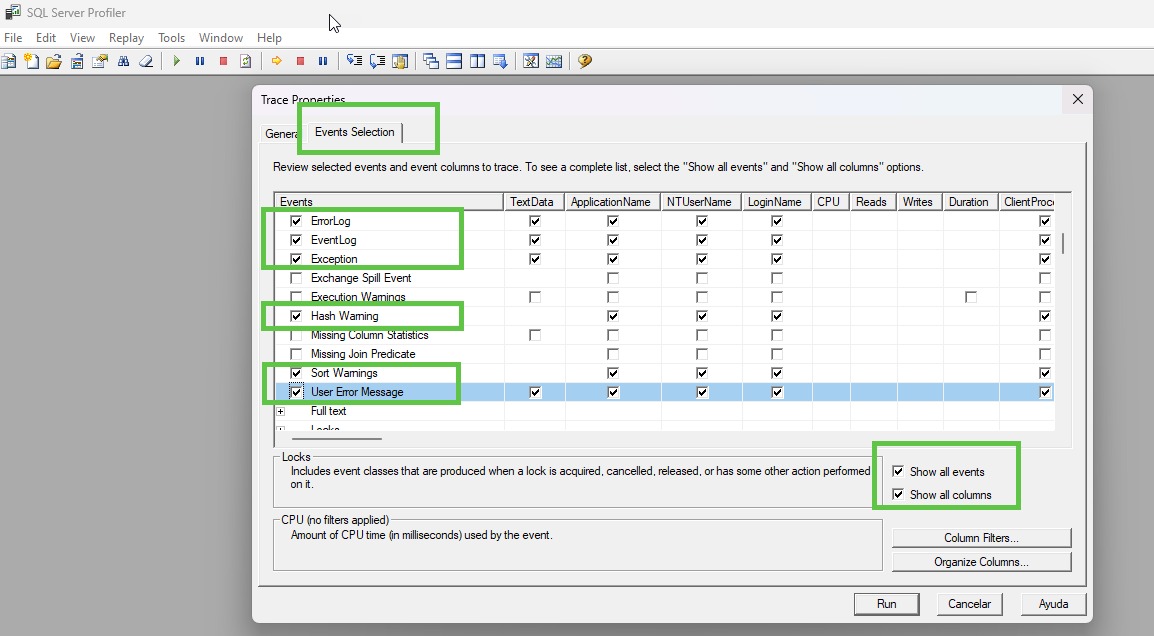 SQL Server Profiler
File Edit View Replay Tools Window Help
Trace Properties
General Events Selection
Review selected events and event columns to trace. To see a complete list, select the "Show all events" and "Show all columns" options.
Events TextData ApplicationName NTUserName LoginName CPU Reads Writes Duration ClientProce
ErrorLog
EventLog
Exception
Exchange Spill Event
Execution Warnings
Hash Warning
Missing Column Statistics
Missing Join Predicate
Sort Warnings
User Error Message
Full text
Locks
Locks
Includes event classes that are produced when a lock is acquired, cancelled, released, or has some other action performed
on it.
Show all events
Show all columns
CPU (no filters applied)
Amount of CPU time (in milliseconds) used by the event.
Column Filters...
Organize Columns...
Run Cancelar Ayuda